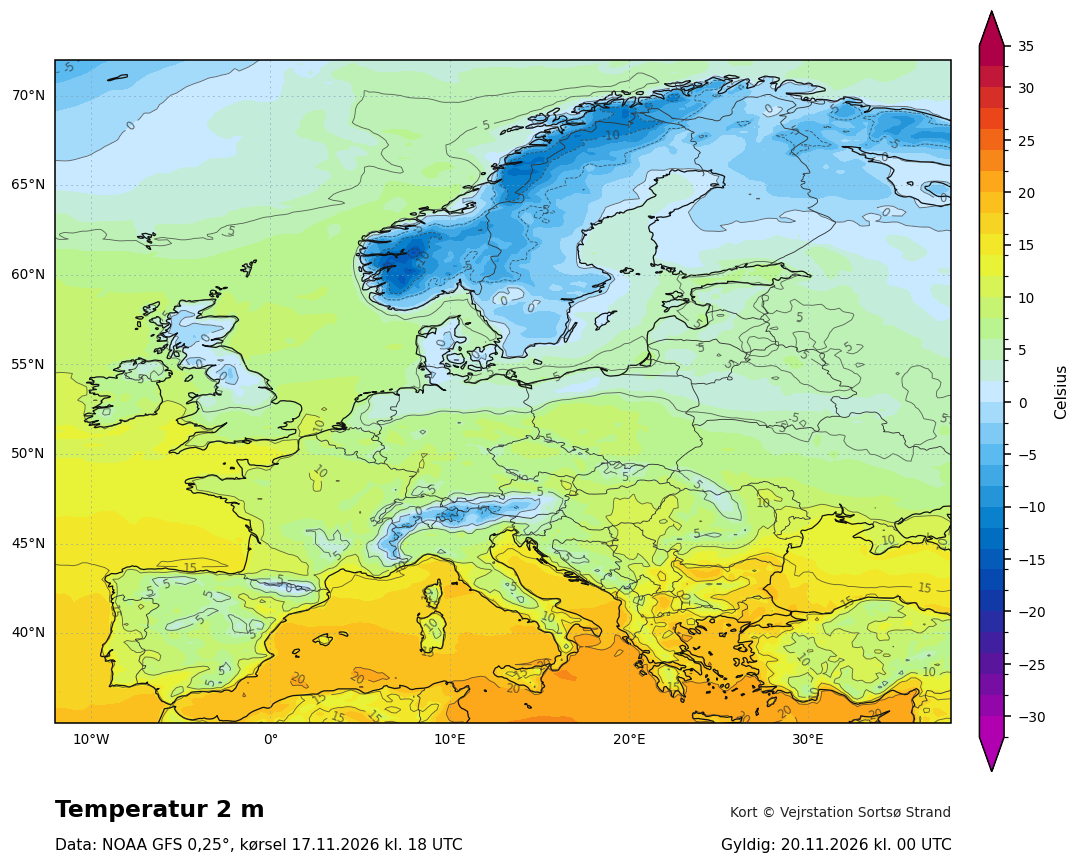 70°N
65°N
60°N
55°N
50°N
45°N
40°N
10°W
0°
10°E
20°E
30°E
35
30
25
20
15
10
5
0
−5
−10
−15
−20
−25
−30
Celsius
Temperatur 2 m
Kort © Vejrstation Sortsø Strand
Data: NOAA GFS 0,25°, kørsel 17.11.2026 kl. 18 UTC
Gyldig: 20.11.2026 kl. 00 UTC